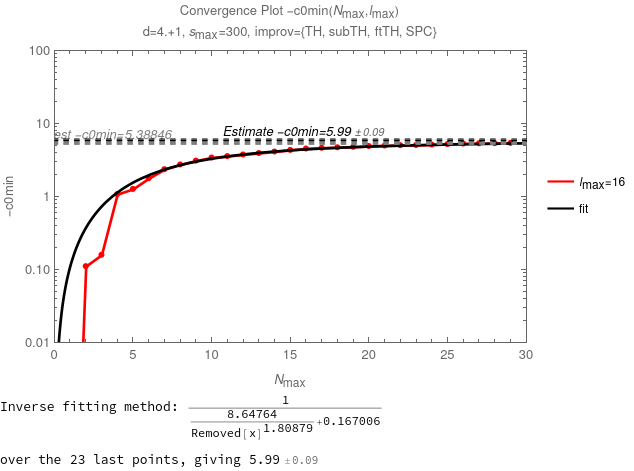 Convergence Plot −c0min(Nmax,lmax)
d=4.+1, smax=300, improv={TH, subTH, ftTH, SPC}
100
10
1
0.10
0.01
−c0min
est −c0min=5.38846
Estimate −c0min=5.99 ±0.09
lmax=16
fit
0 5 10 15 20 25 30
Nmax
Inverse fitting method: 1
8.64764
Removed[x]1.80879 +0.167006
over the 23 last points, giving 5.99 ±0.09